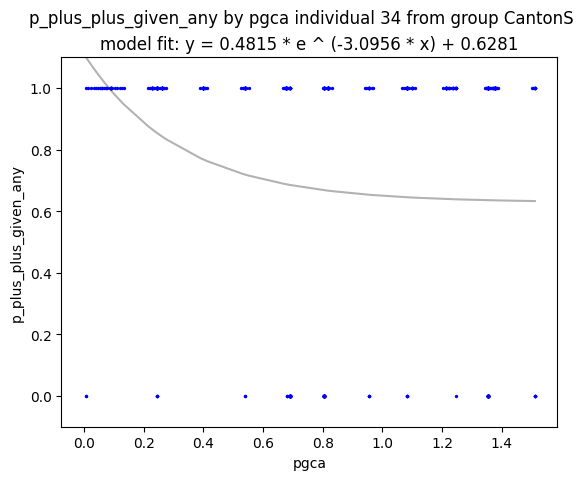 p_plus_plus_given_any by pgca individual 34 from group CantonS
model fit: y = 0.4815 * e ^ (-3.0956 * x) + 0.6281
p_plus_plus_given_any
1.0
0.8
0.6
0.4
0.2
0.0
0.0 0.2 0.4 0.6 0.8 1.0 1.2 1.4
pgca